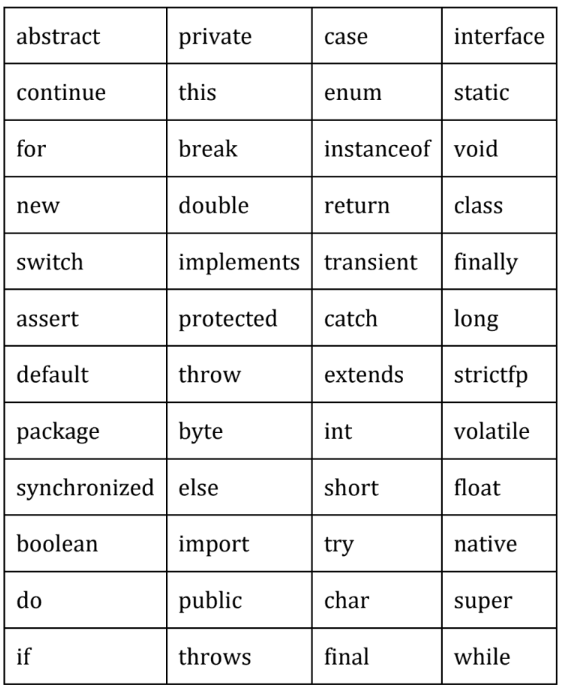 abstract private case interface
continue this enum static
for break instanceof void
new double return class
switch implements transient finally
assert protected catch long
default throw extends strictfp
package byte int volatile
synchronized else short float
boolean import try native
do public char super
if throws final while